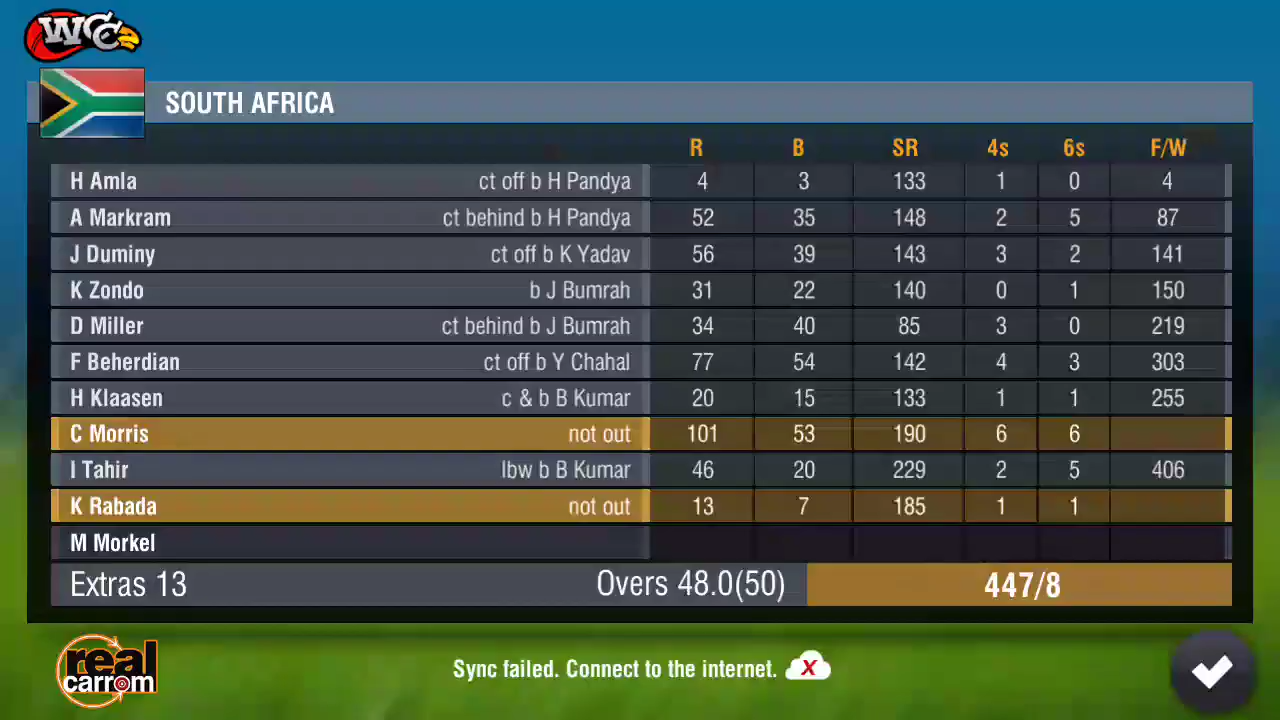 WCC
SOUTH AFRICA
R B SR 4s 6s F/W
H Amla ct off b H Pandya 4 3 133 1 0 4
A Markram ct behind b H Pandya 52 35 148 2 5 87
J Duminy ct off b K Yadav 56 39 143 3 2 141
K Zondo b J Bumrah 31 22 140 0 1 150
D Miller ct behind b J Bumrah 34 40 85 3 0 219
F Beherdian ct off b Y Chahal 77 54 142 4 3 303
H Klaasen c & b B Kumar 20 15 133 1 1 255
C Morris not out 101 53 190 6 6
I Tahir lbw b B Kumar 46 20 229 2 5 406
K Rabada not out 13 7 185 1 1
M Morkel
Extras 13 Overs 48.0(50) 447/8
real
carrom
Sync failed. Connect to the internet. X